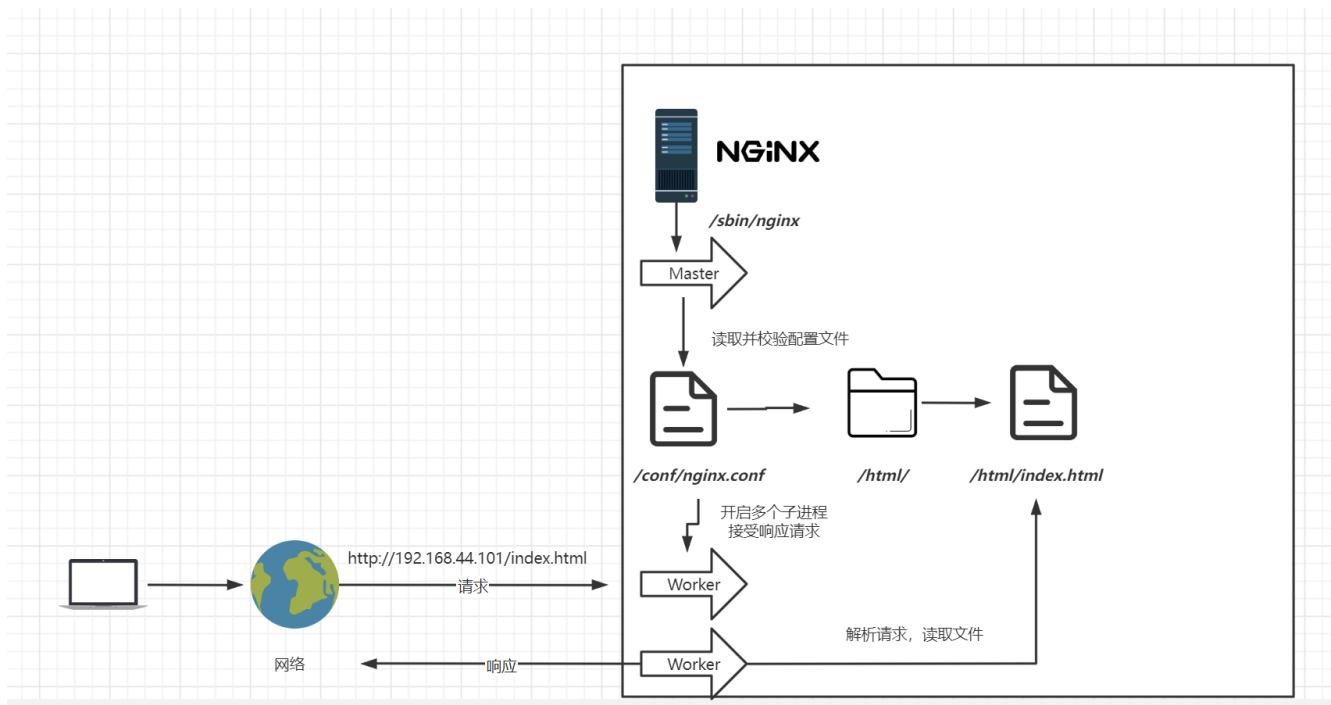 NGiNX
/sbin/nginx
Master
读取并校验配置文件
/conf/nginx.conf
/html/
/html/index.html
开启多个子进程
接受响应请求
http://192.168.44.101/index.html
请求
Worker
解析请求，读取文件
网络
响应
Worker